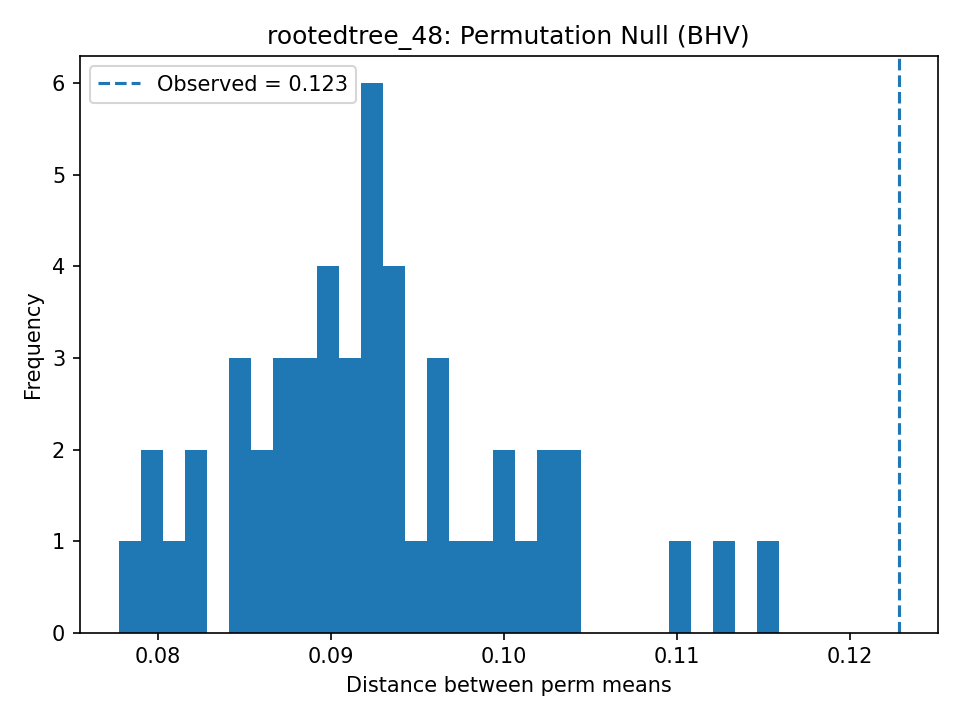 rootedtree_48: Permutation Null (BHV)
Observed = 0.123
Frequency
6
5
4
3
2
1
0
0.08 0.09 0.10 0.11 0.12
Distance between perm means